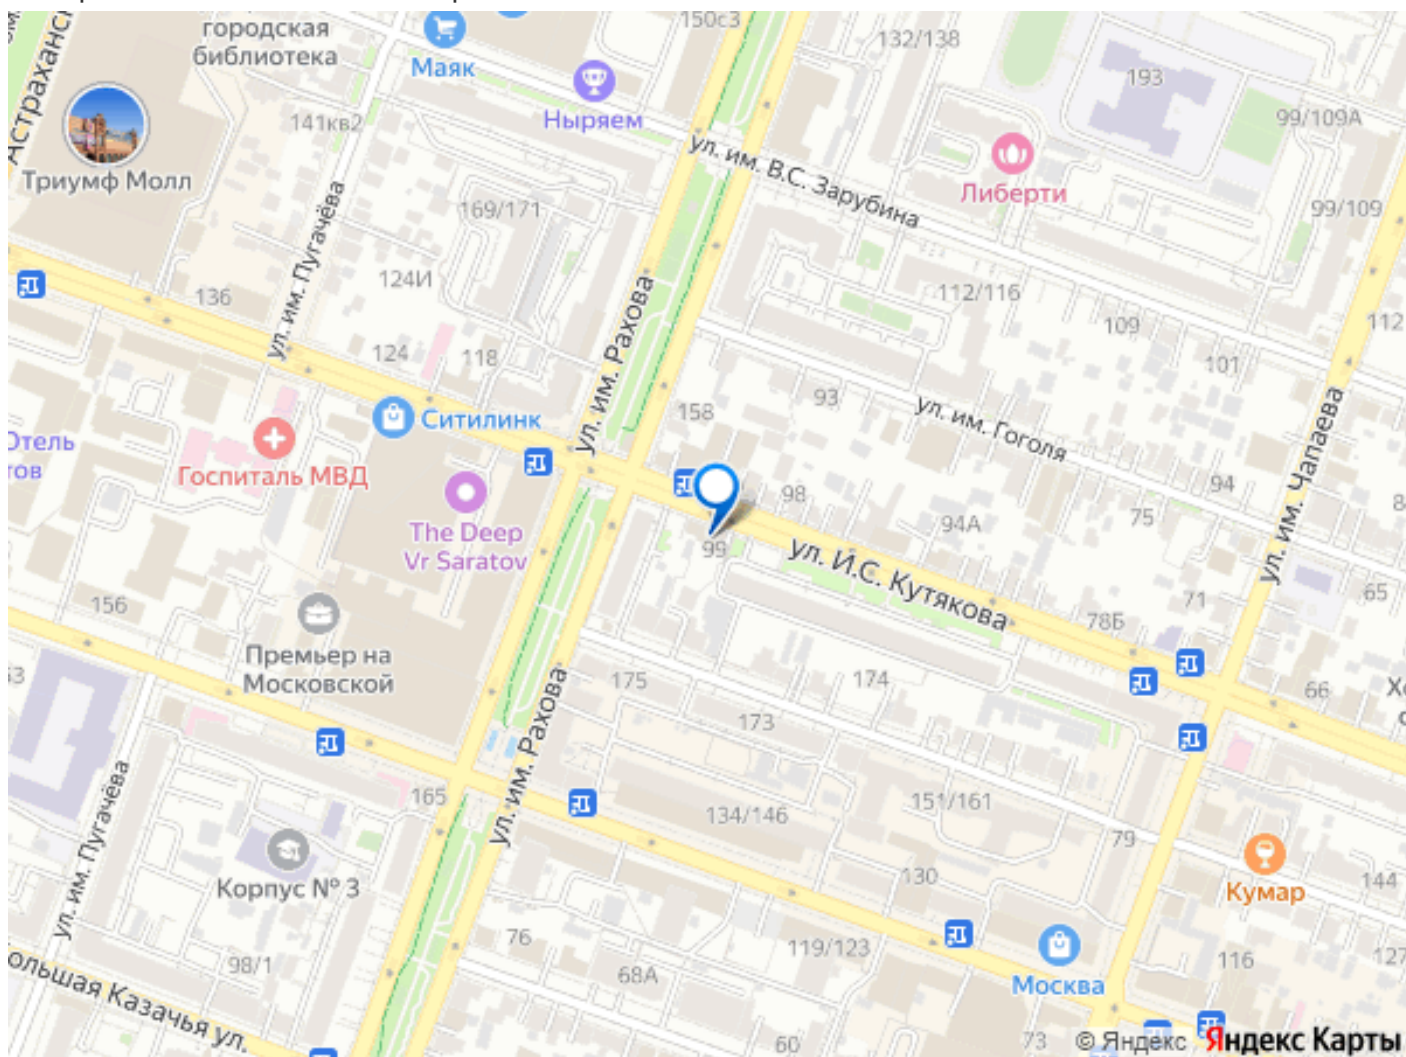 150с3
городская
библиотека
132/138
Маяк
193
Астраханс
Ныряем
99/109А
141кв2
ул. им. В.С. Зарубина
Либерти
Триумф Молл
169/171
99/109
ул. им. Пугачёва
124И
136
112/116
109
112
ул. им. Рахова
124
118
101
93
158
Ситилинк
ул. им. Гоголя
Отель
тов
Госпиталь МВД
ул. им. Чапаева
94
98
75
94А
The Deep
Vr Saratov
99
ул. И.С. Кутякова
156
71
65
78Б
Премьер на
Московской
175
174
66
173
ул. им. Рахова
165
134/146
151/161
79
ул. им. Пугачёва
Корпус № 3
130
Кумар
144
76
119/123
98/1
68А
116
127
Москва
ольшая Казачья ул.
60
73
© Яндекс
Яндекс Карты